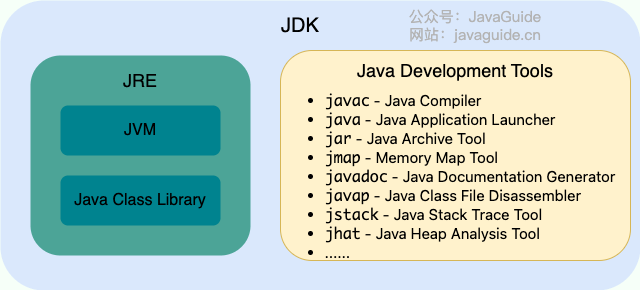 JDK
公众号：JavaGuide
网站：javaguide.cn
JRE
JVM
Java Class Library
Java Development Tools
• javac - Java Compiler
• java - Java Application Launcher
• jar - Java Archive Tool
• jmap - Memory Map Tool
• javadoc - Java Documentation Generator
• javap - Java Class File Disassembler
• jstack - Java Stack Trace Tool
• jhat - Java Heap Analysis Tool
• ......